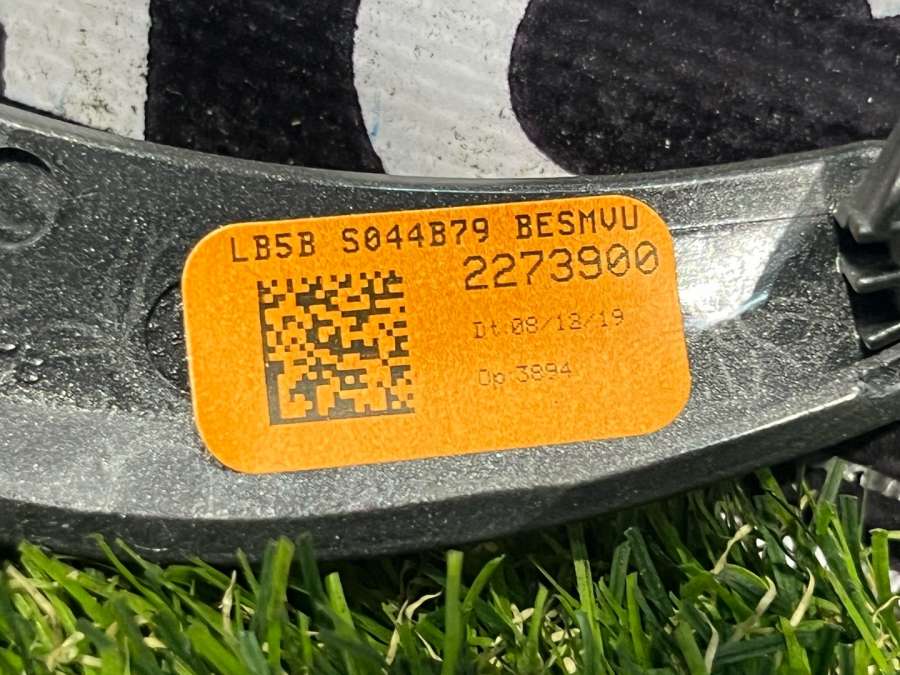 LB5B S044B79 BESMVU
2273900
Dt:08/12/19
Op:3894